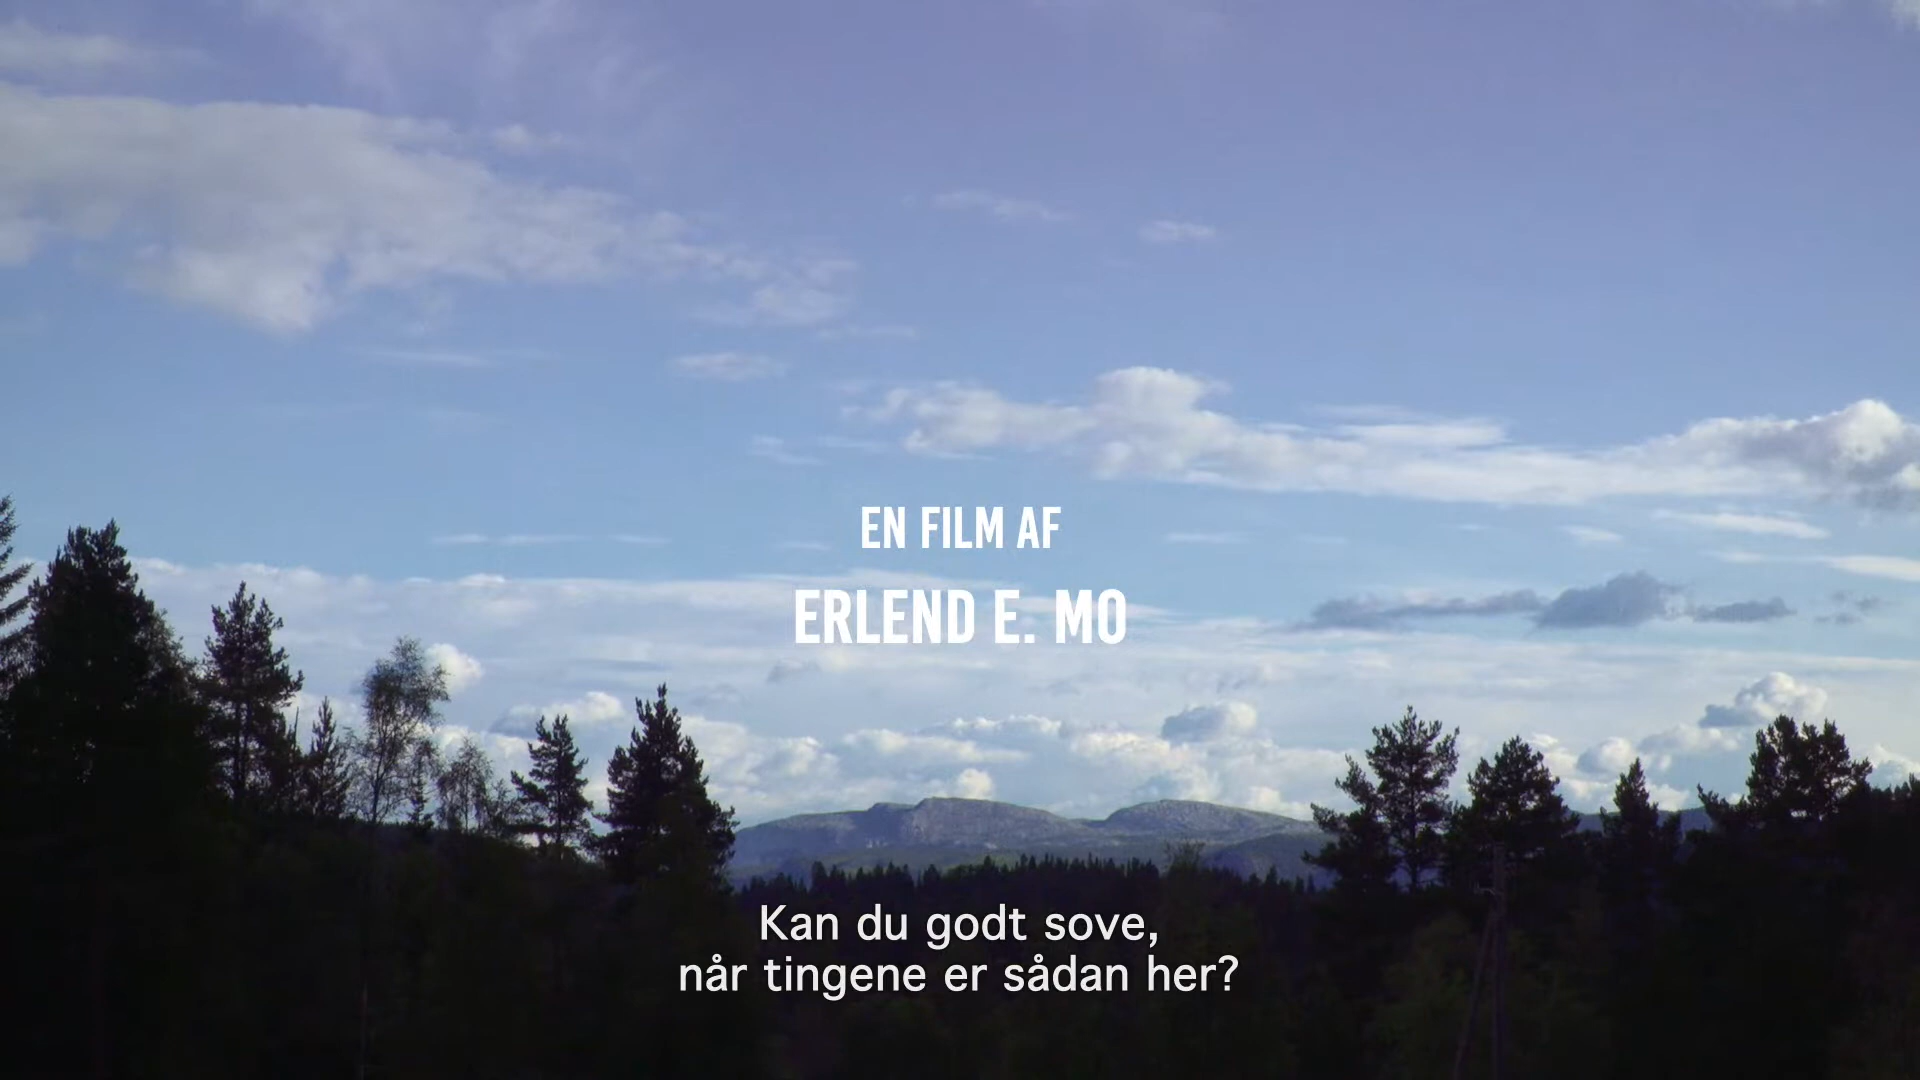 EN FILM AF
ERLEND E. MO
Kan du godt sove,
når tingene er sådan her?